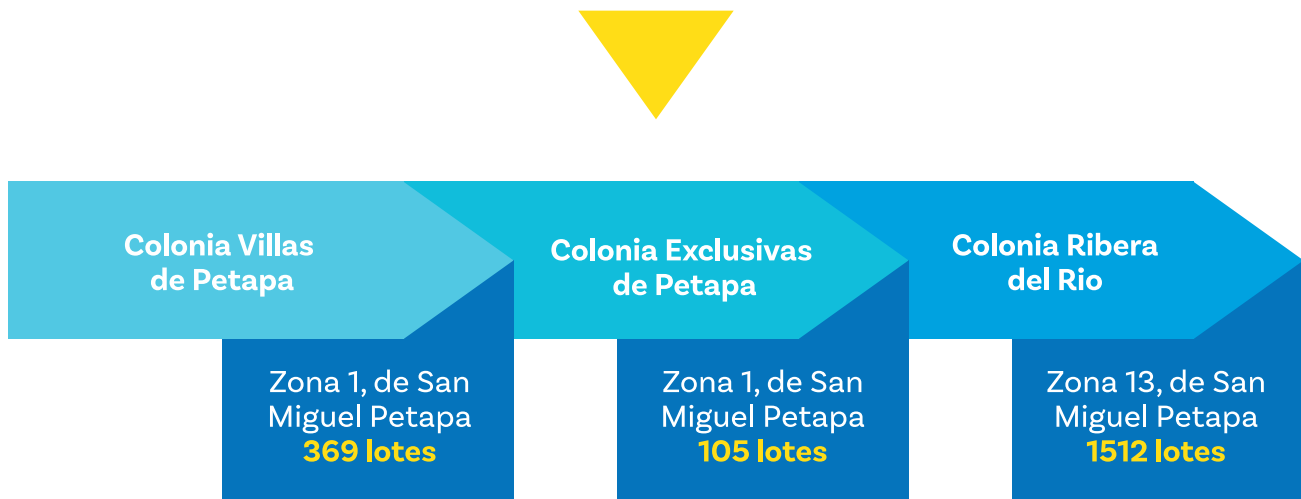 Colonia Villas
de Petapa
Zona 1, de San
Miguel Petapa
369 lotes
Colonia Exclusivas
de Petapa
Zona 1, de San
Miguel Petapa
105 lotes
Colonia Ribera
del Rio
Zona 13, de San
Miguel Petapa
1512 lotes